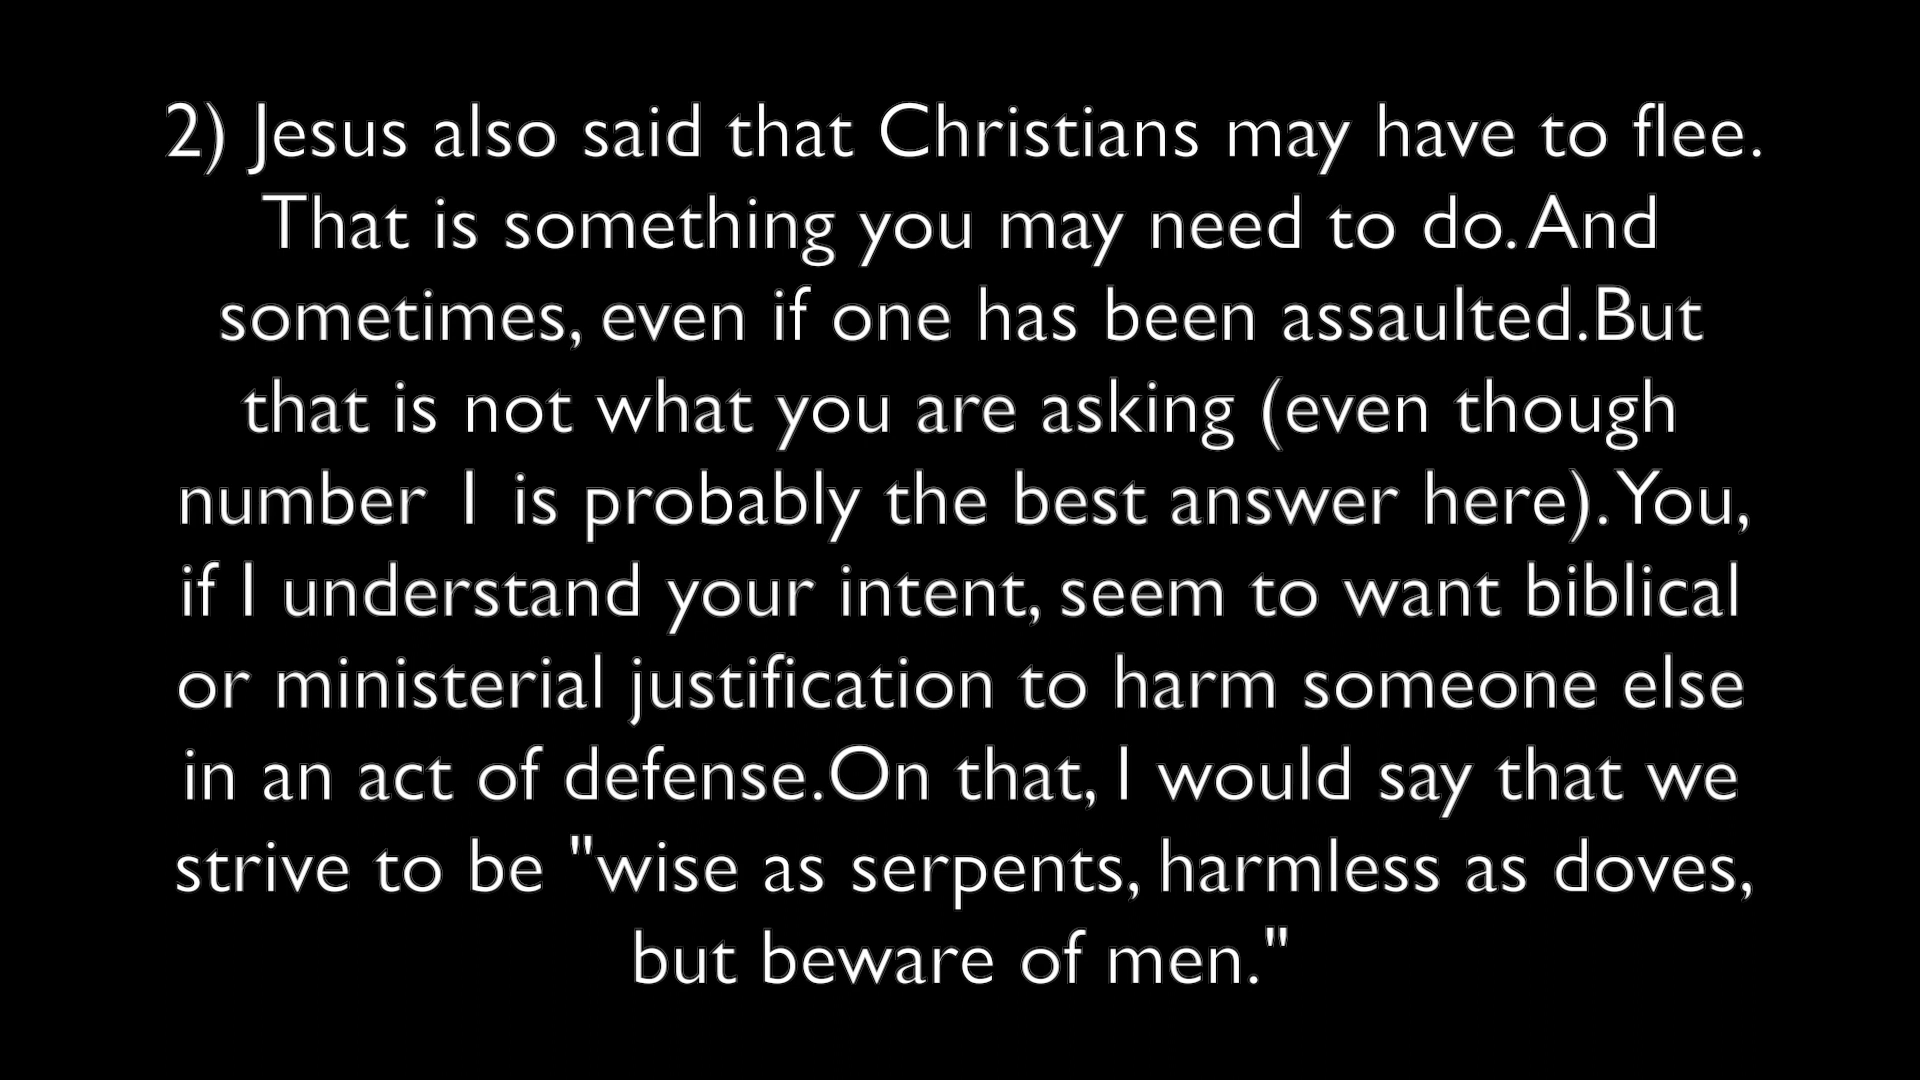 2) Jesus also said that Christians may have to flee.
That is something you may need to do. And
sometimes, even if one has been assaulted.But
that is not what you are asking (even though
number 1 is probably the best answer here). You,
if I understand your intent, seem to want biblical
or ministerial justification to harm someone else
in an act of defense.On that, I would say that we
strive to be "wise as serpents, harmless as doves,
but beware of men."